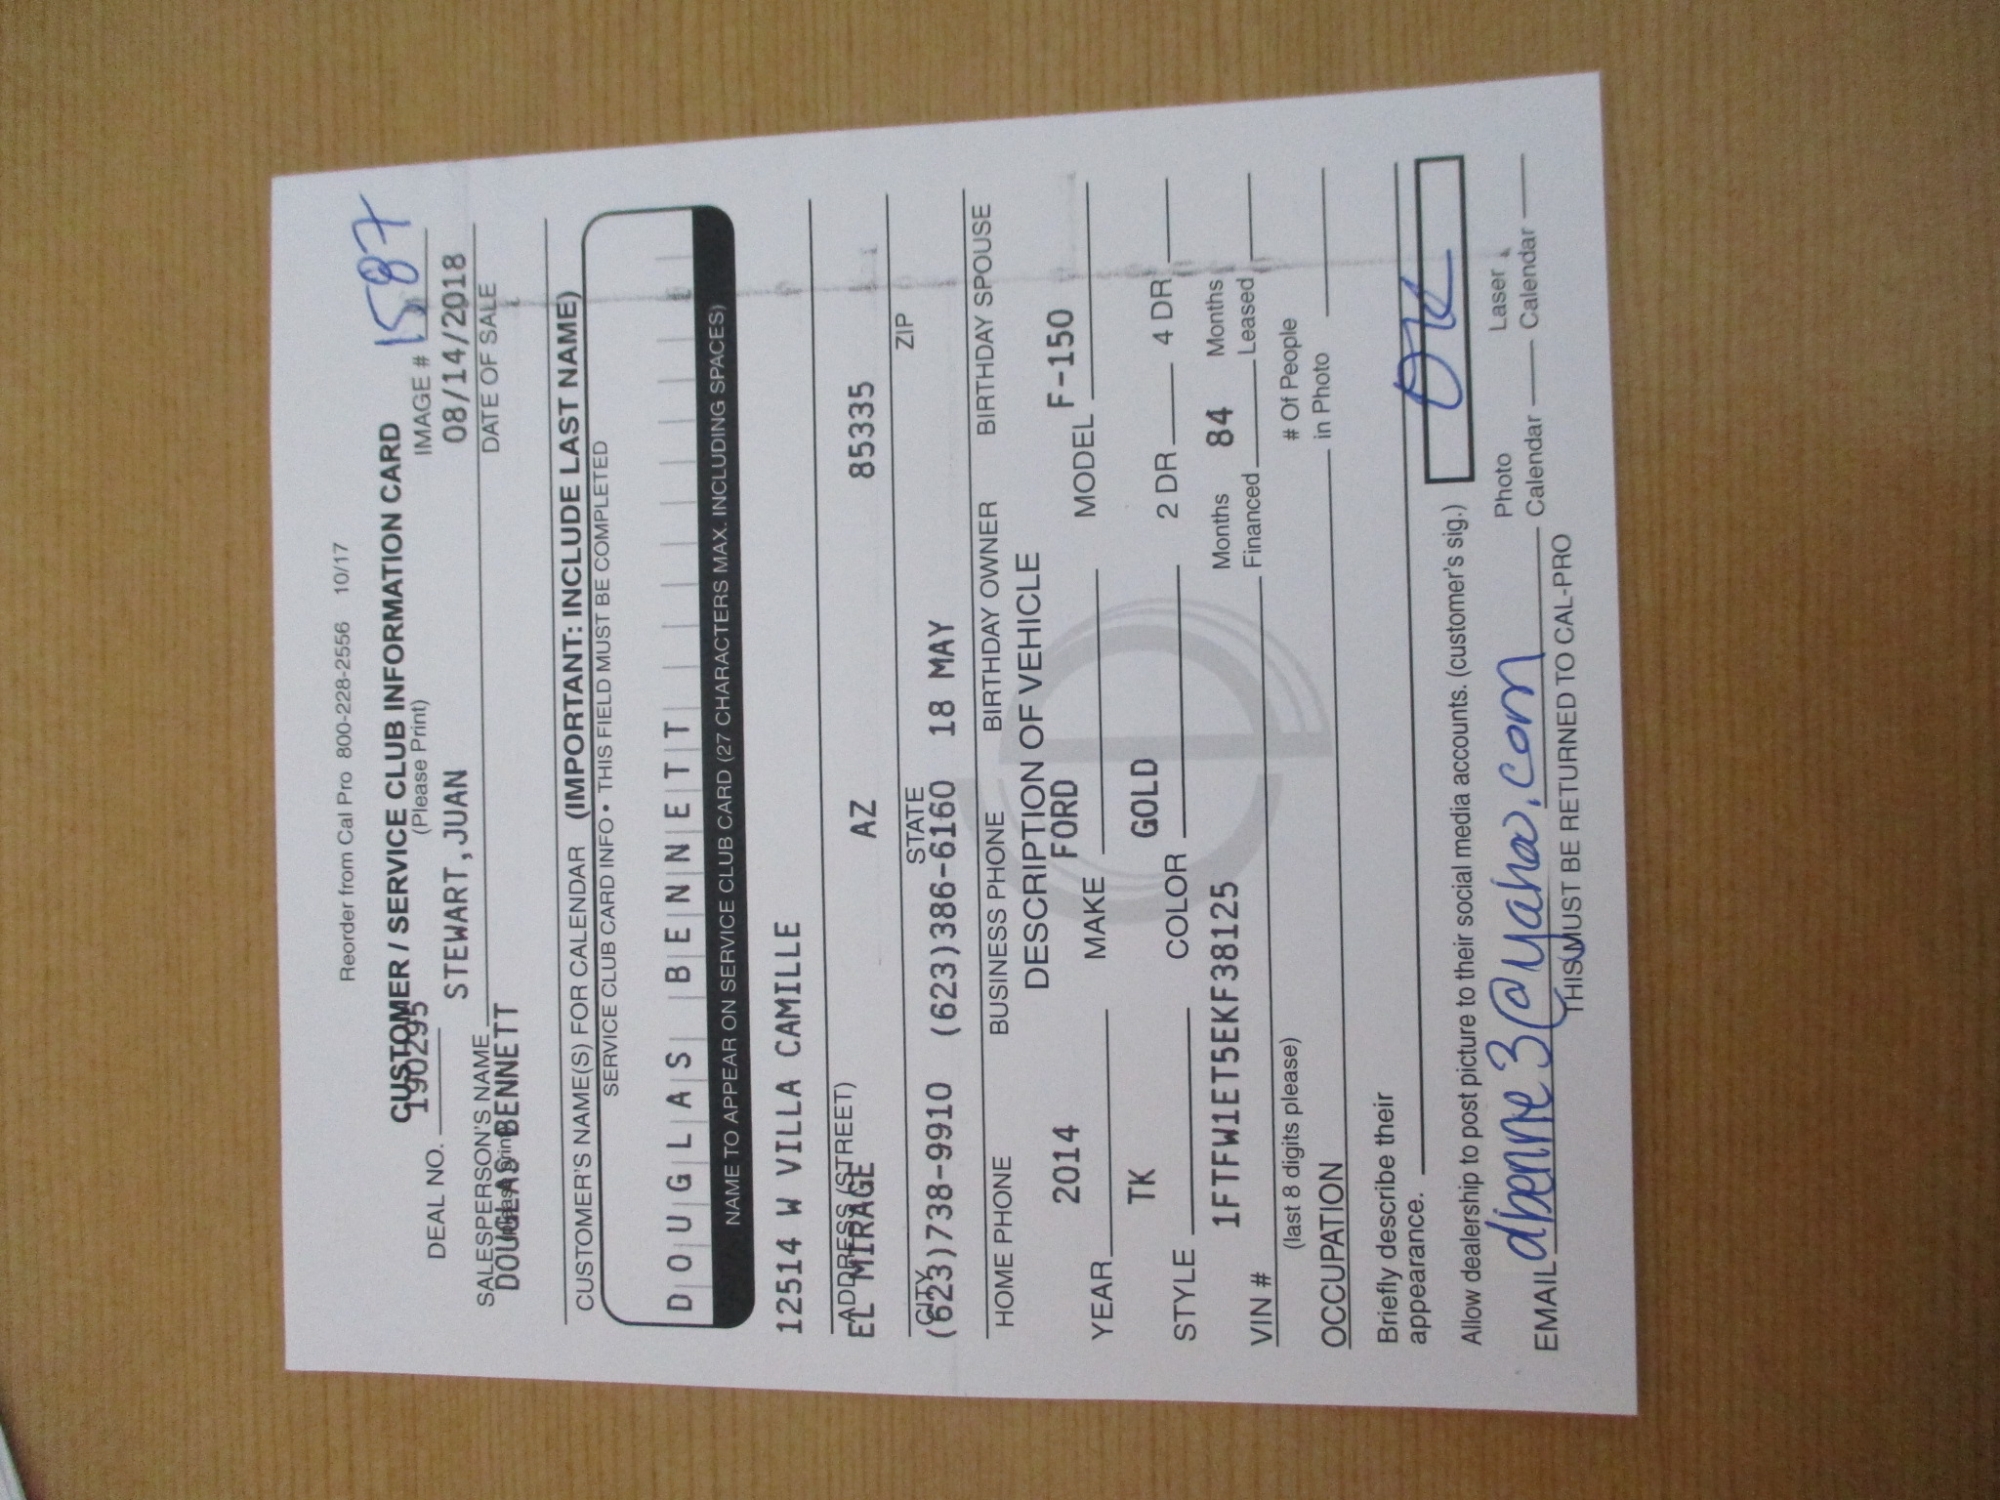 Reorder from Cal Pro 800-228-2556 10/17
CUSTOMER / SERVICE CLUB INFORMATION CARD
(Please Print)
DEAL NO. 1902295 IMAGE # 1587
STEWART,JUAN 08/14/2018
SALESPERSON'S NAME DATE OF SALE
DOUGLAS BENNETT
CUSTOMER'S NAME(S) FOR CALENDAR (IMPORTANT: INCLUDE LAST NAME)
SERVICE CLUB CARD INFO • THIS FIELD MUST BE COMPLETED
DOUGLAS BENNETT
NAME TO APPEAR ON SERVICE CLUB CARD (27 CHARACTERS MAX. INCLUDING SPACES)
12514 W VILLA CAMILLE
ADDRESS (STREET)
EL MIRAGE AZ 85335
CITY STATE ZIP
(623)738-9910 (623)386-6160 18 MAY
HOME PHONE BUSINESS PHONE BIRTHDAY OWNER BIRTHDAY SPOUSE
DESCRIPTION OF VEHICLE
YEAR 2014 MAKE FORD MODEL F-150
STYLE TK COLOR GOLD 2 DR 4 DR
VIN # 1FTFW1ET5EKF38125 Months Financed 84 Months Leased
(last 8 digits please)
OCCUPATION # Of People in Photo
Briefly describe their
appearance.
Allow dealership to post picture to their social media accounts. (customer's sig.) OK
EMAIL dbenne3@yahoo.com Photo Calendar Laser Calendar
THIS MUST BE RETURNED TO CAL-PRO